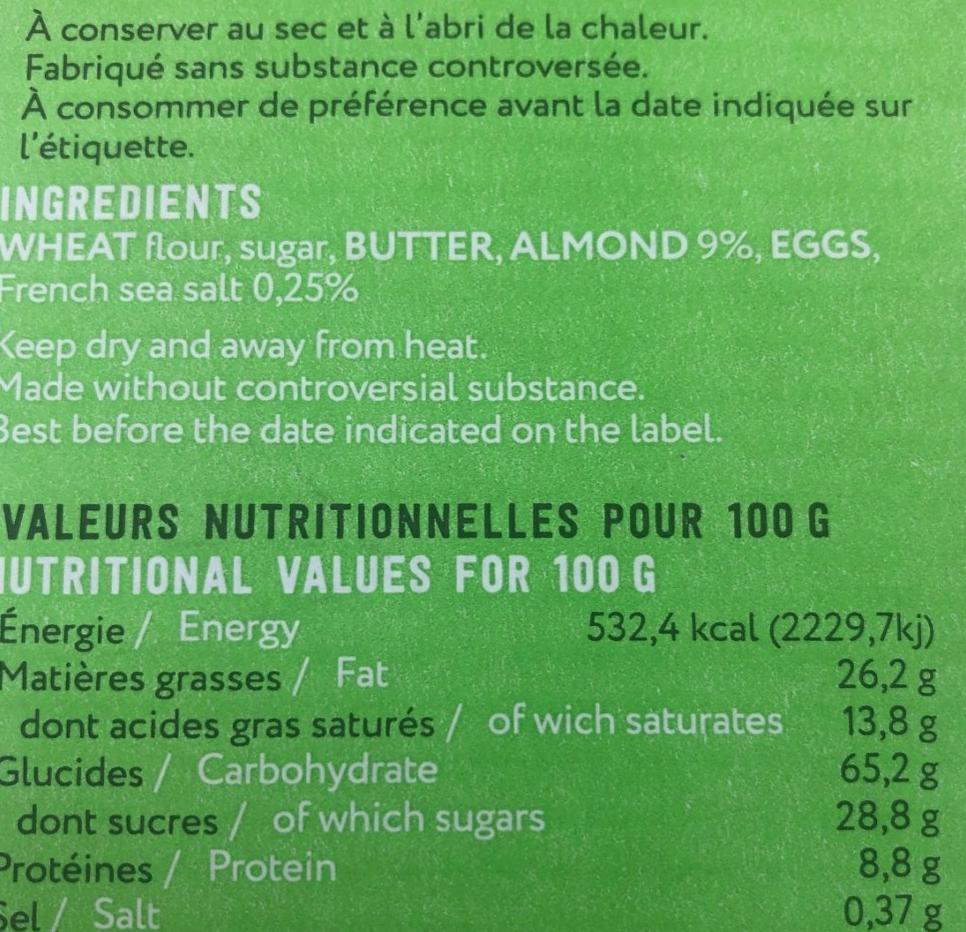 À conserver au sec et à l'abri de la chaleur.
Fabriqué sans substance controversée.
À consommer de préférence avant la date indiquée sur
l'étiquette.
INGREDIENTS
WHEAT flour, sugar, BUTTER, ALMOND 9%, EGGS,
French sea salt 0,25%
Keep dry and away from heat.
Made without controversial substance.
Best before the date indicated on the label.
VALEURS NUTRITIONNELLES POUR 100 G
NUTRITIONAL VALUES FOR 100 G
Énergie / Energy 532,4 kcal (2229,7kj)
Matières grasses / Fat 26,2 g
dont acides gras saturés / of wich saturates 13,8 g
Glucides / Carbohydrate 65,2 g
dont sucres / of which sugars 28,8 g
Protéines / Protein 8,8 g
Sel / Salt 0,37 g